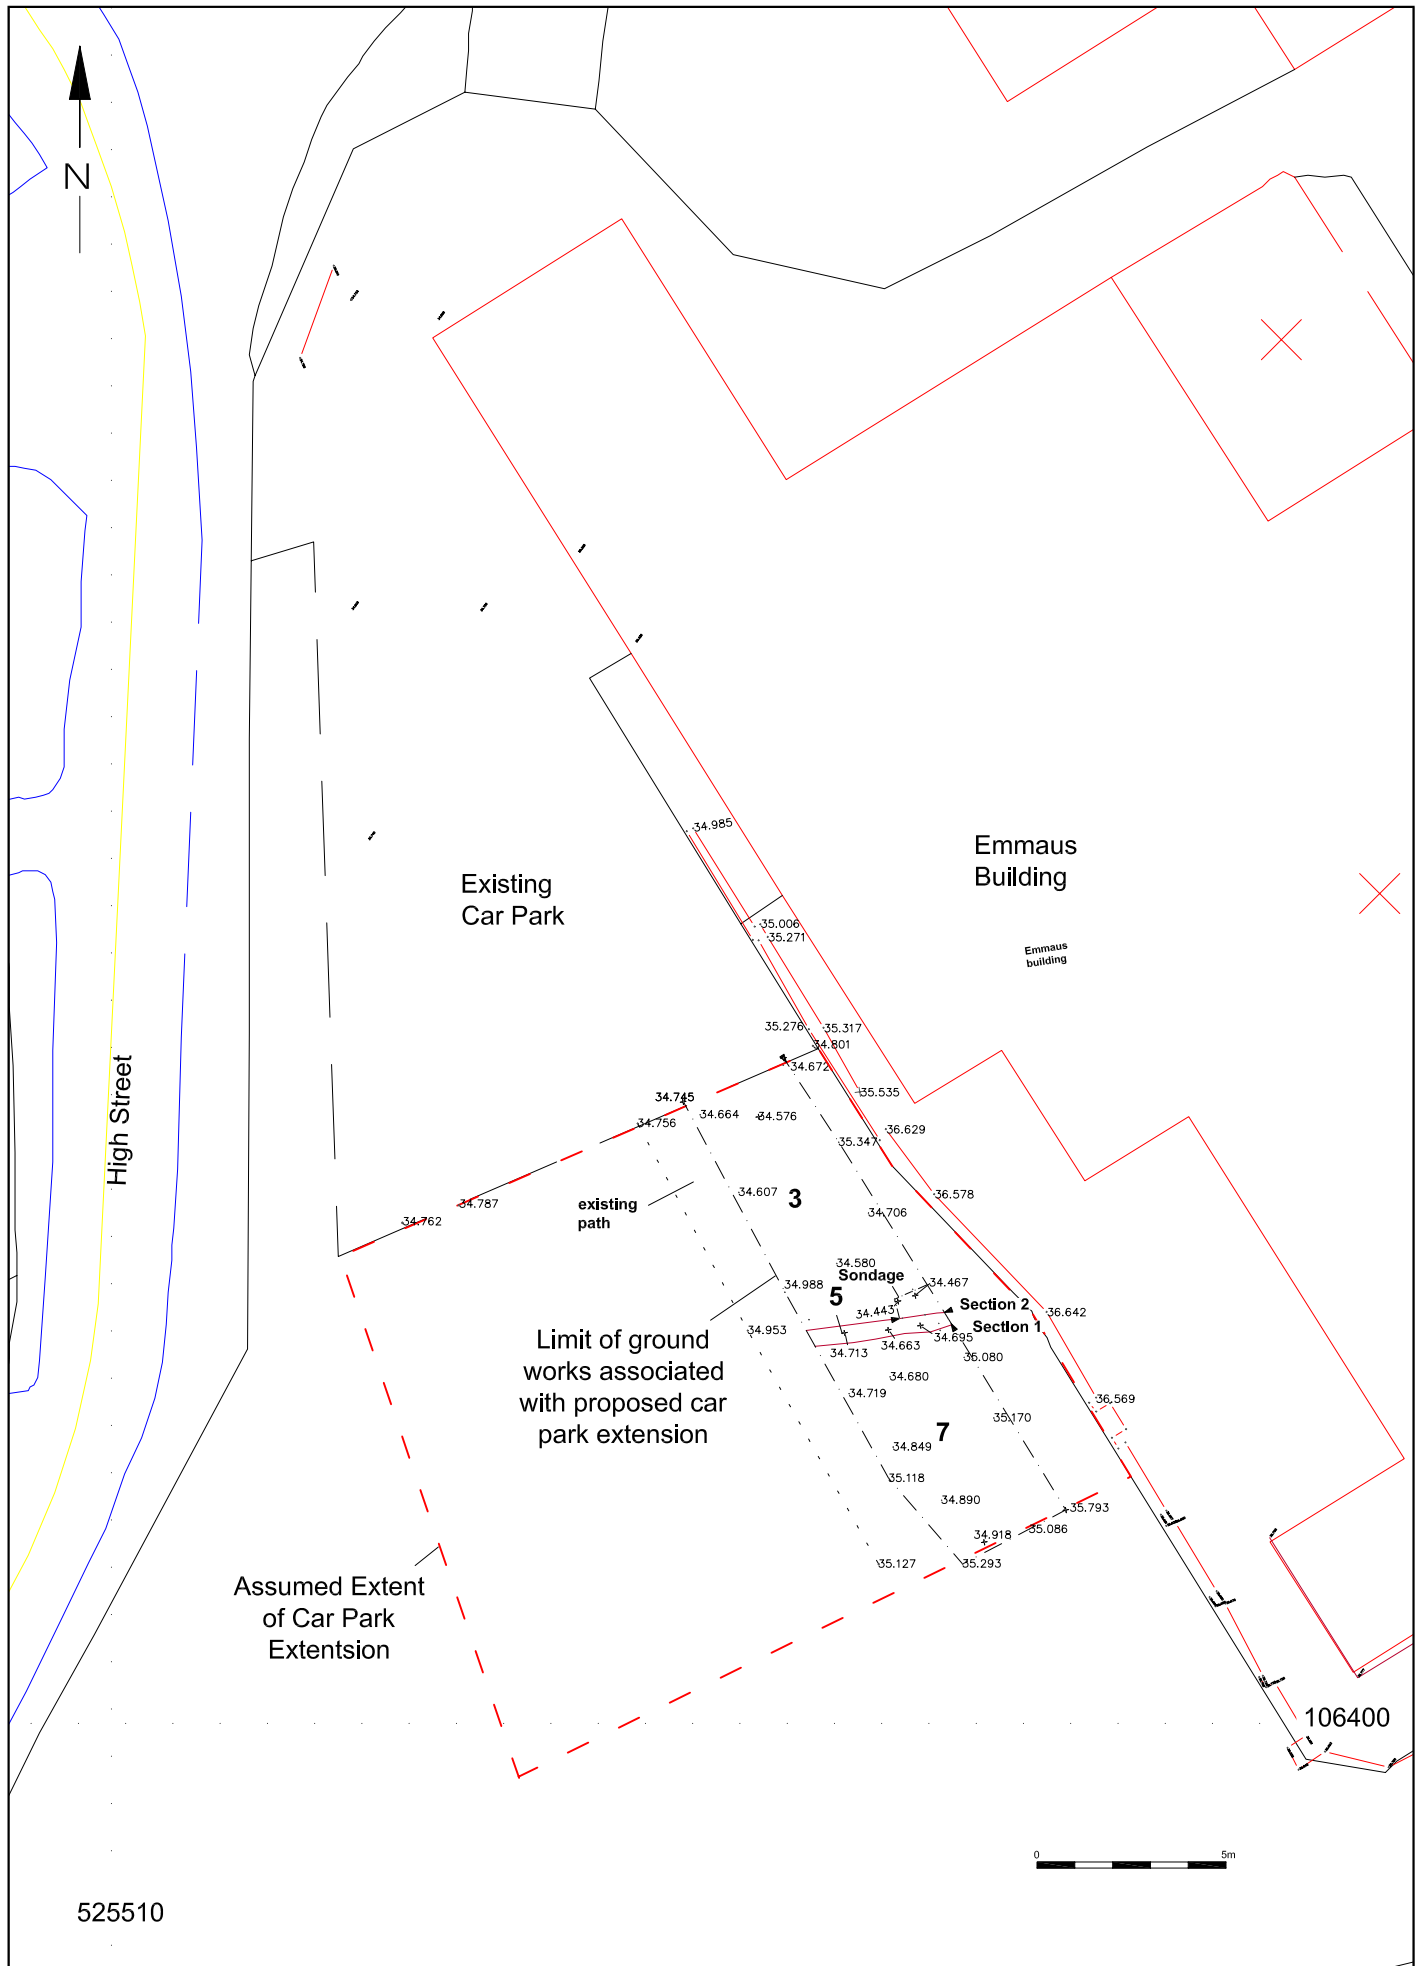 N
34.985
Emmaus
Building
Existing
Car Park
35.006
35.271
Emmaus
building
35.276
35.317
34.801
34.672
High Street
35.535
34.745
34.664
34.576
34.756
36.629
35.347
34.607
3
36.578
existing
path
34.787
34.762
34.706
34.580
Sondage
34.988
34.467
5
34.443
Section 2
36.642
Section 1
34.953
Limit of ground
works associated
with proposed car
park extension
34.713
34.663
34.695
35.080
34.680
34.719
36.569
35.170
7
34.849
35.118
34.890
35.793
35.086
34.918
35.127
35.293
Assumed Extent
of Car Park
Extentsion
106400
0
5m
525510